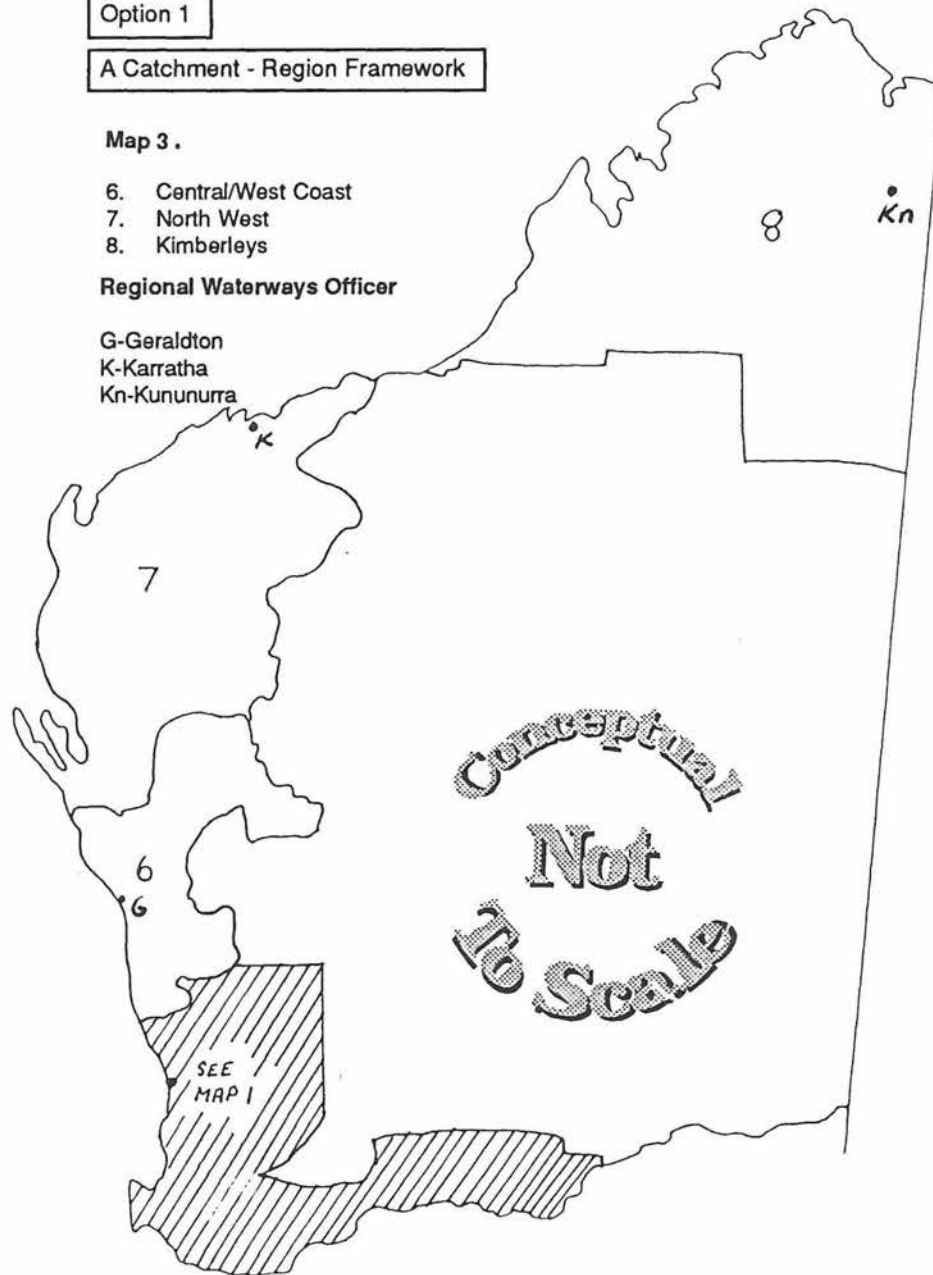 Option 1
A Catchment - Region Framework
Map 3 .
6. Central/West Coast
7. North West
8. Kimberleys
Regional Waterways Officer
G-Geraldton
K-Karratha
Kn-Kununurra
Kn
8
K
7
Conceptual
Not
To Scale
6
G
SEE
MAP 1